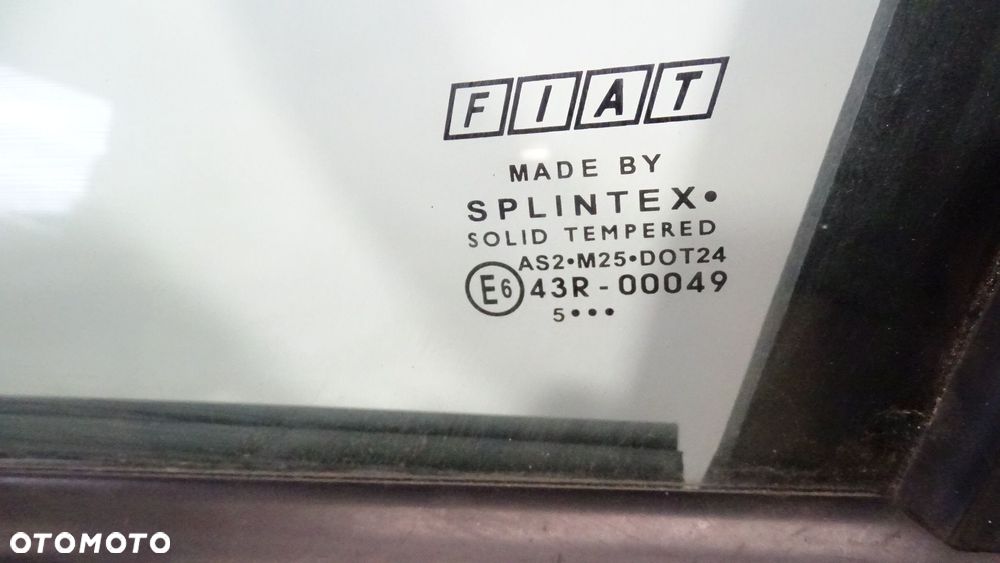 FIAT
MADE BY
SPLINTEX•
SOLID TEMPERED
AS2•M25•DOT24
E6 43R-00049
5•••
OTOMOTO